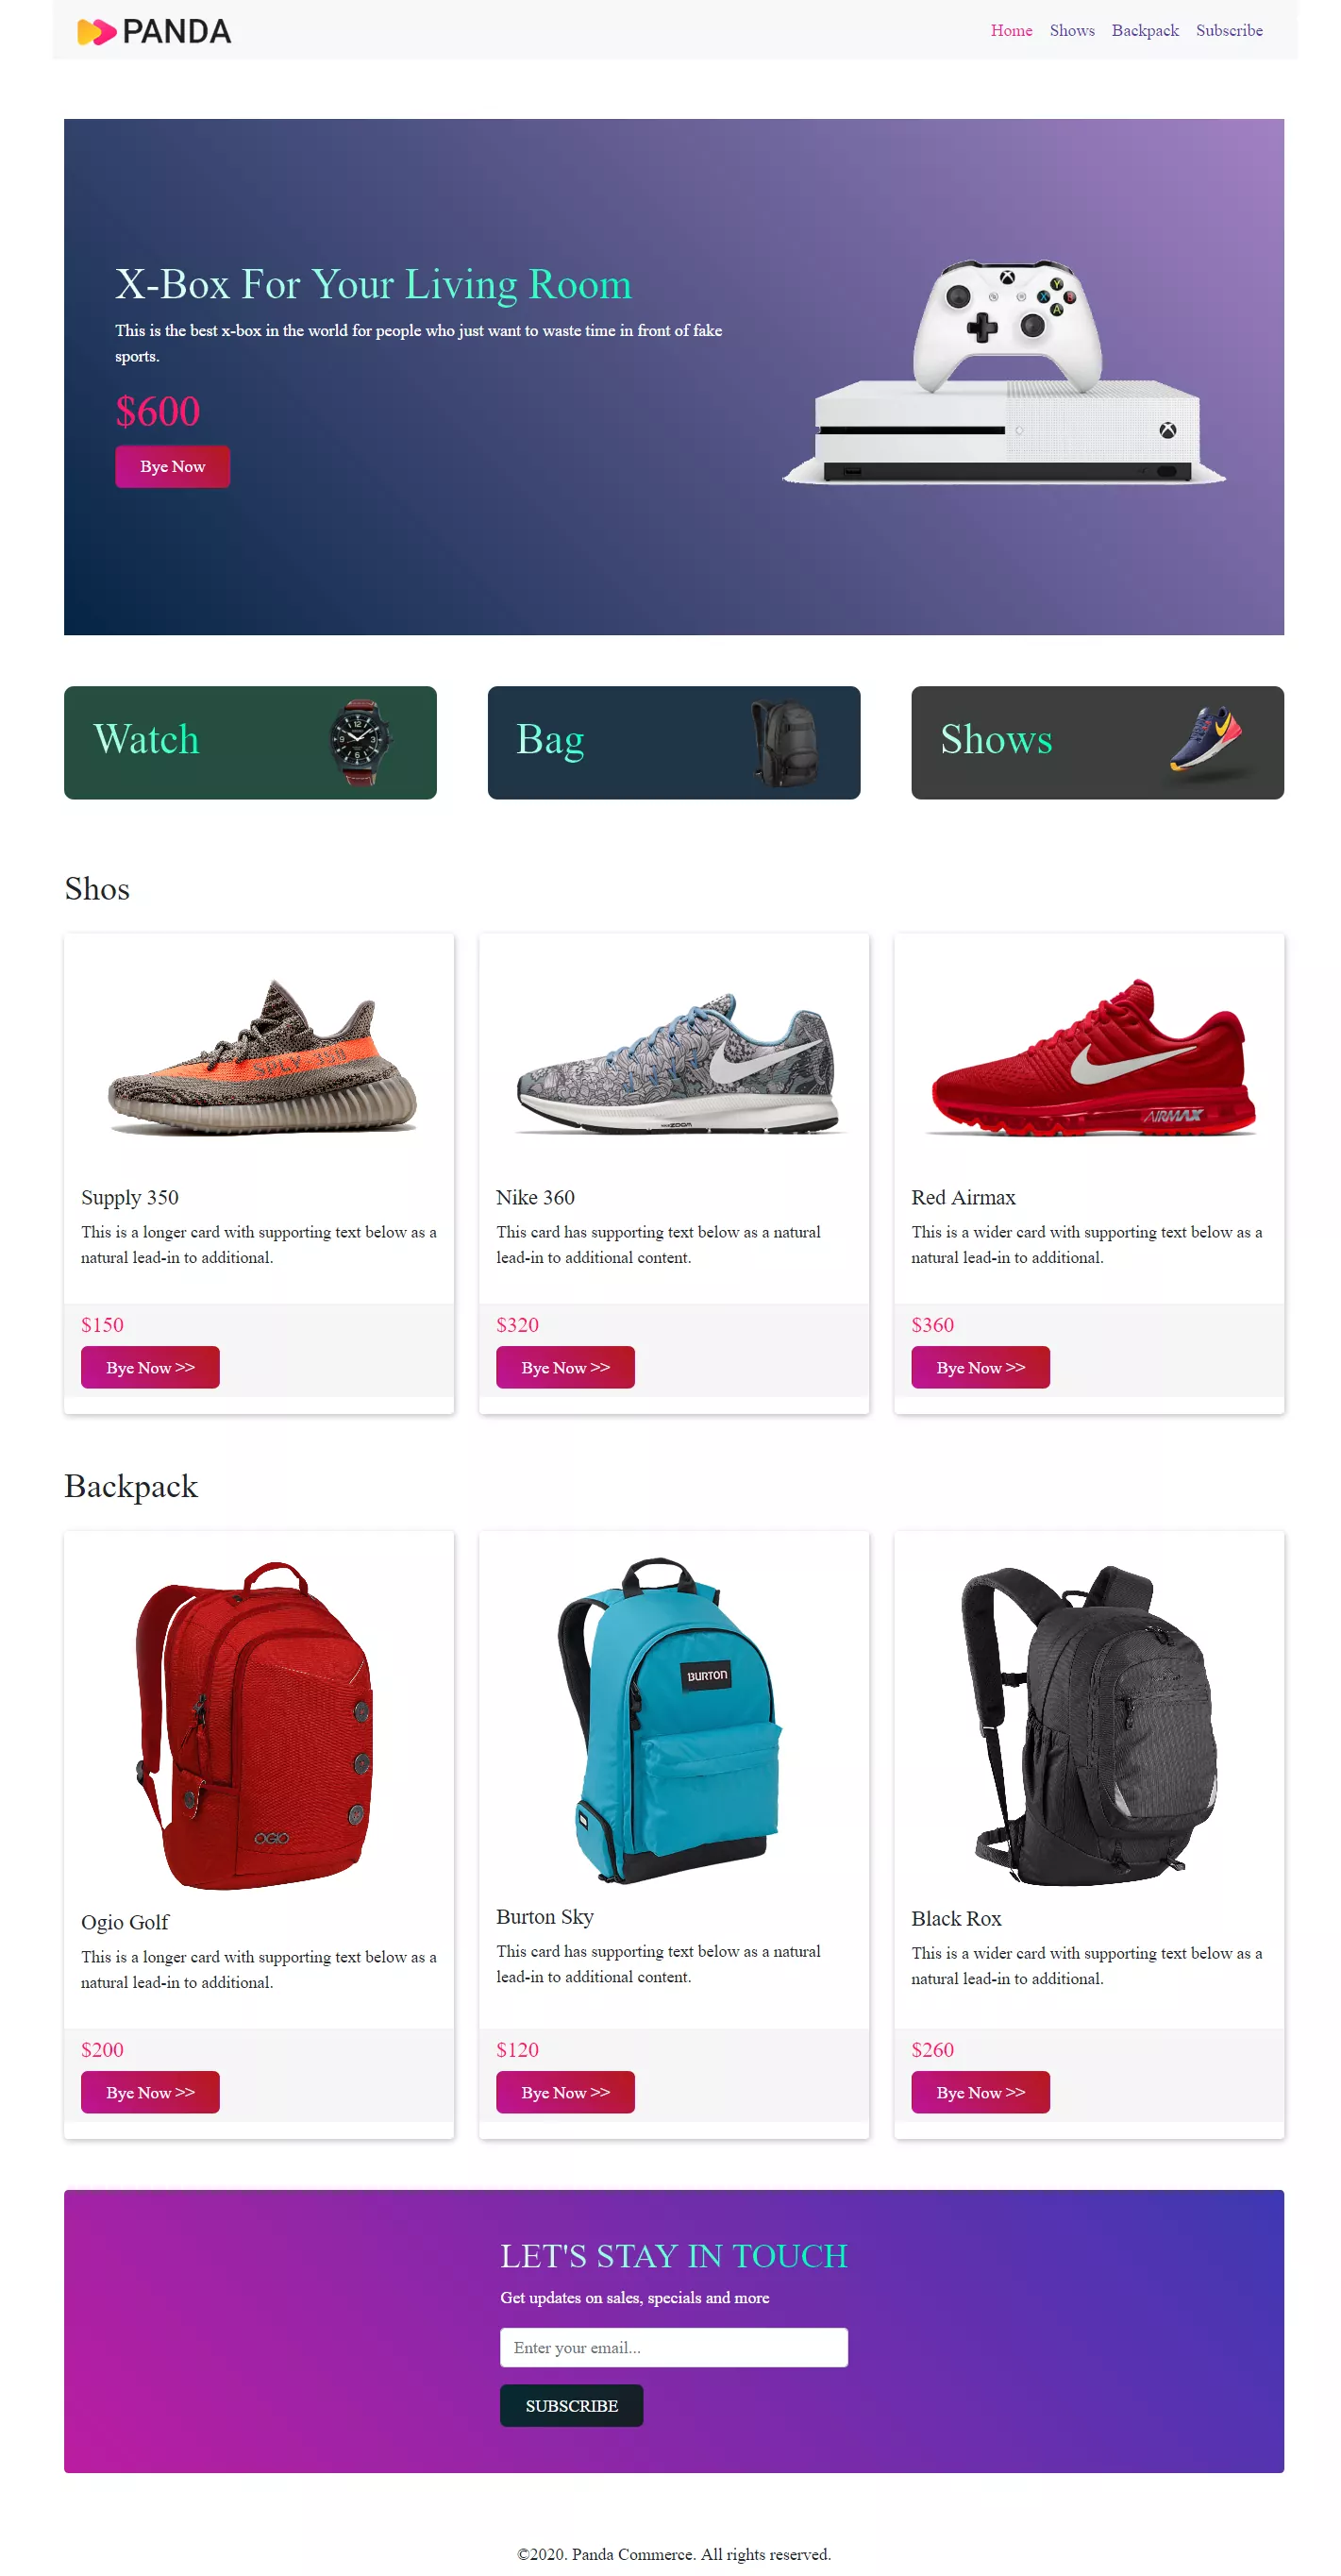 PANDA
Home Shows Backpack Subscribe
X-Box For Your Living Room
This is the best x-box in the world for people who just want to waste time in front of fake
sports.
$600
Bye Now
Y
X B
A
Watch
Bag
Shows
Shos
SPLY 350
ZOOM
AIRMAX
Supply 350
This is a longer card with supporting text below as a
natural lead-in to additional.
$150
Bye Now >>
Nike 360
This card has supporting text below as a natural
lead-in to additional content.
$320
Bye Now >>
Red Airmax
This is a wider card with supporting text below as a
natural lead-in to additional.
$360
Bye Now >>
Backpack
OGIO
BURTON
Ogio Golf
This is a longer card with supporting text below as a
natural lead-in to additional.
$200
Bye Now >>
Burton Sky
This card has supporting text below as a natural
lead-in to additional content.
$120
Bye Now >>
Black Rox
This is a wider card with supporting text below as a
natural lead-in to additional.
$260
Bye Now >>
LET'S STAY IN TOUCH
Get updates on sales, specials and more
Enter your email...
SUBSCRIBE
©2020. Panda Commerce. All rights reserved.